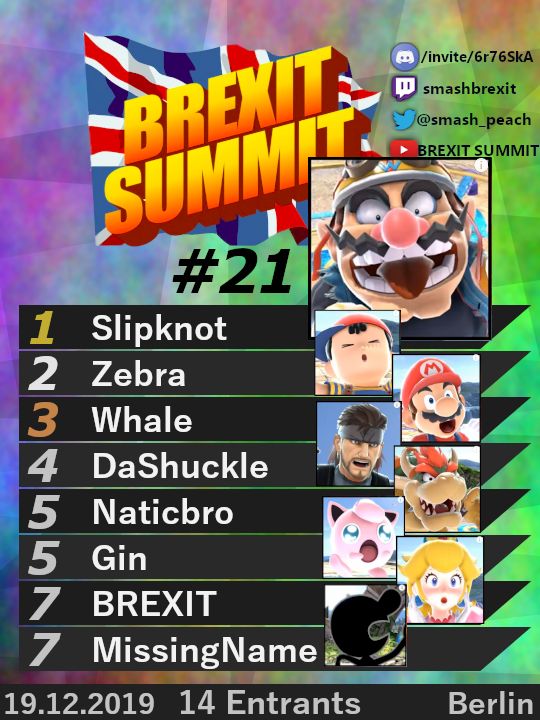 BREXIT
SUMMIT
#21
/invite/6r76SkA
smashbrexit
@smash_peach
BREXIT SUMMIT
1 Slipknot
2 Zebra
3 Whale
4 DaShuckle
5 Naticbro
5 Gin
7 BREXIT
7 MissingName
19.12.2019 14 Entrants Berlin